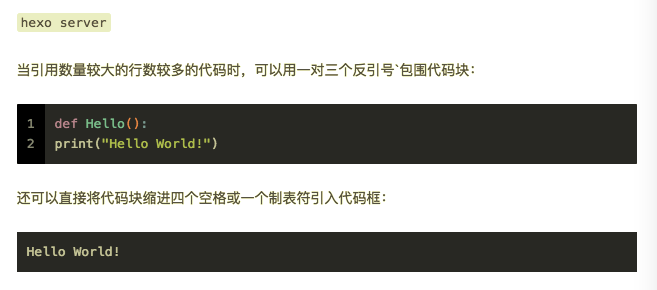 hexo server
当引用数量较大的行数较多的代码时，可以用一对三个反引号`包围代码块：
1 def Hello():
2 print("Hello World!")
还可以直接将代码块缩进四个空格或一个制表符引入代码框：
Hello World!